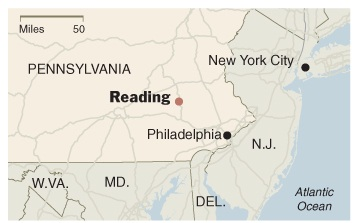 Miles 50
PENNSYLVANIA
New York City
Reading
Philadelphia
N.J.
W.VA.
MD.
DEL.
Atlantic
Ocean